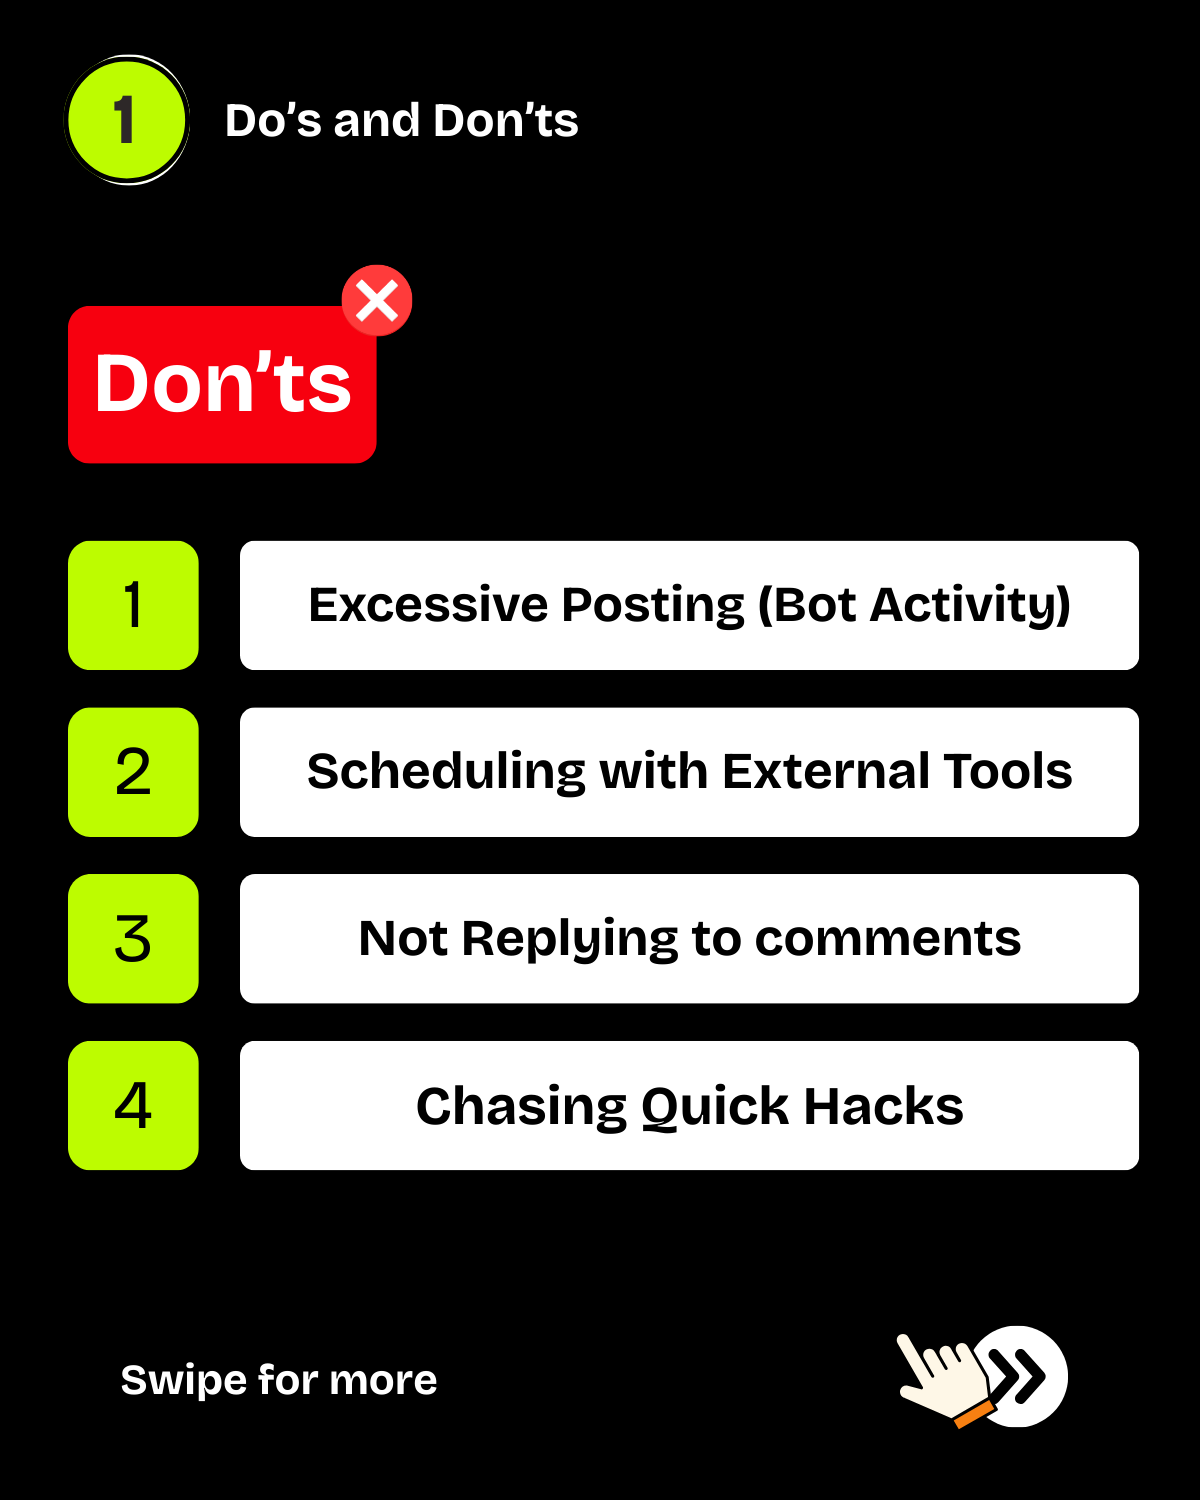 1
Do’s and Don’ts
Don’ts
1
Excessive Posting (Bot Activity)
2
Scheduling with External Tools
3
Not Replying to comments
4
Chasing Quick Hacks
Swipe for more